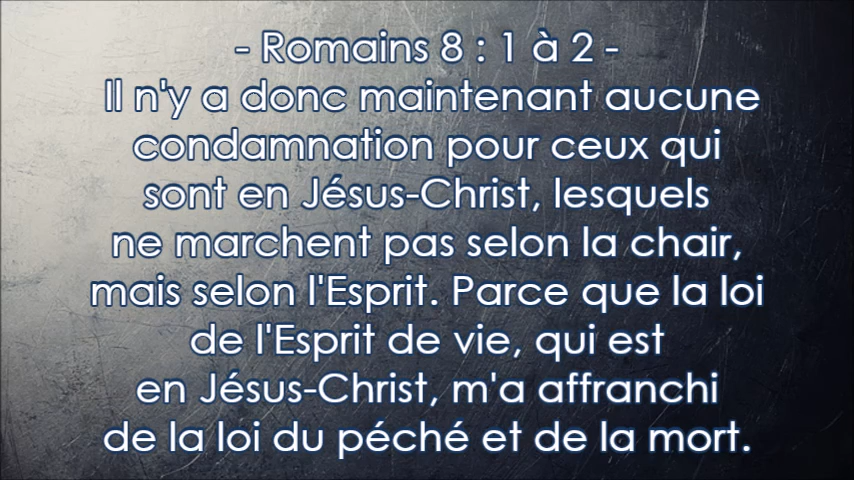 - Romains 8 : 1 à 2 -
Il n'y a donc maintenant aucune
condamnation pour ceux qui
sont en Jésus-Christ, lesquels
ne marchent pas selon la chair,
mais selon l'Esprit. Parce que la loi
de l'Esprit de vie, qui est
en Jésus-Christ, m'a affranchi
de la loi du péché et de la mort.